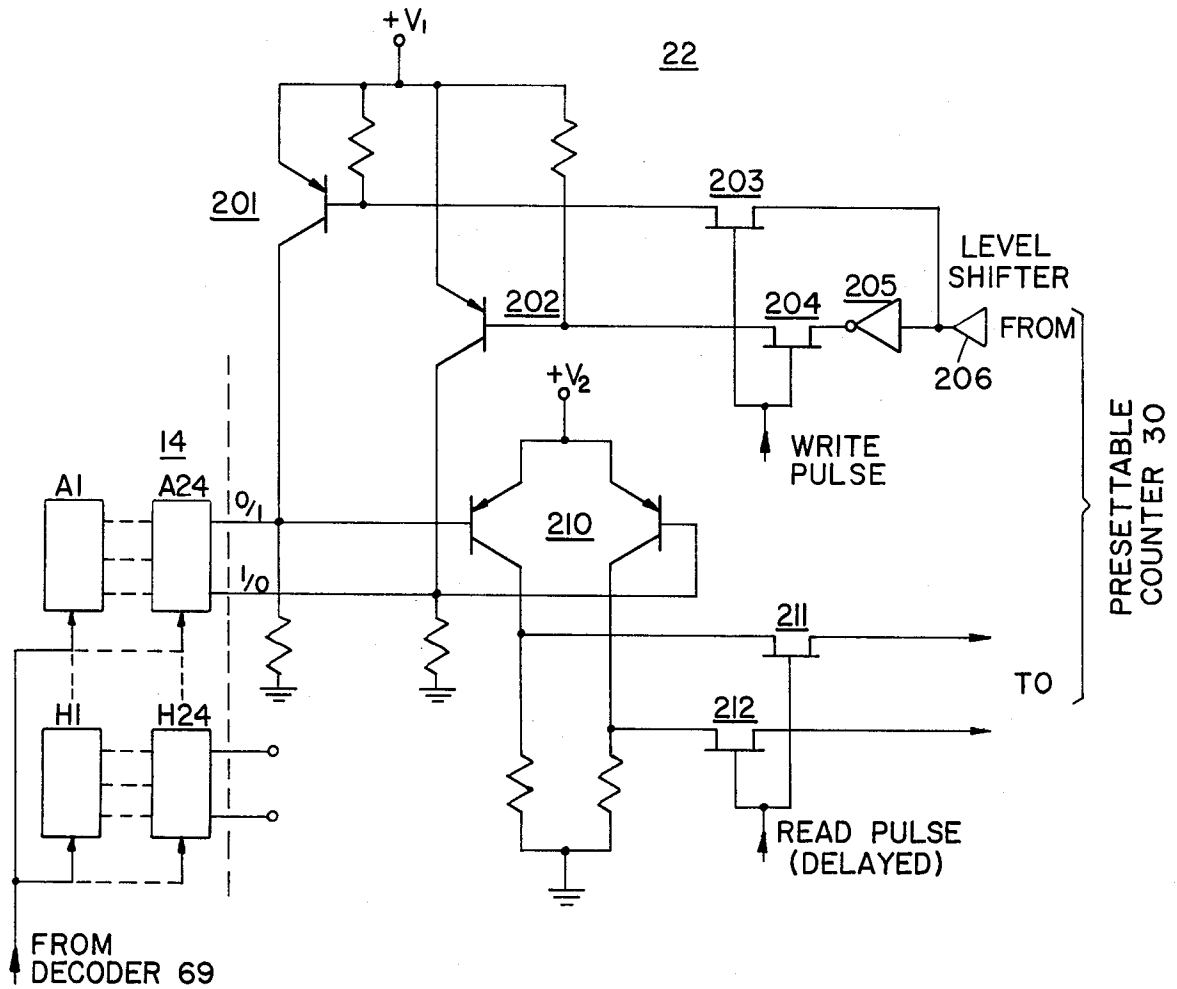 +V1
22
201
203
LEVEL
SHIFTER
202
204
205
FROM
206
+V2
WRITE
PULSE
PRESETTABLE
COUNTER 30
14
A1
A24
0/1
210
1/0
211
TO
H1
H24
212
READ PULSE
(DELAYED)
FROM
DECODER 69